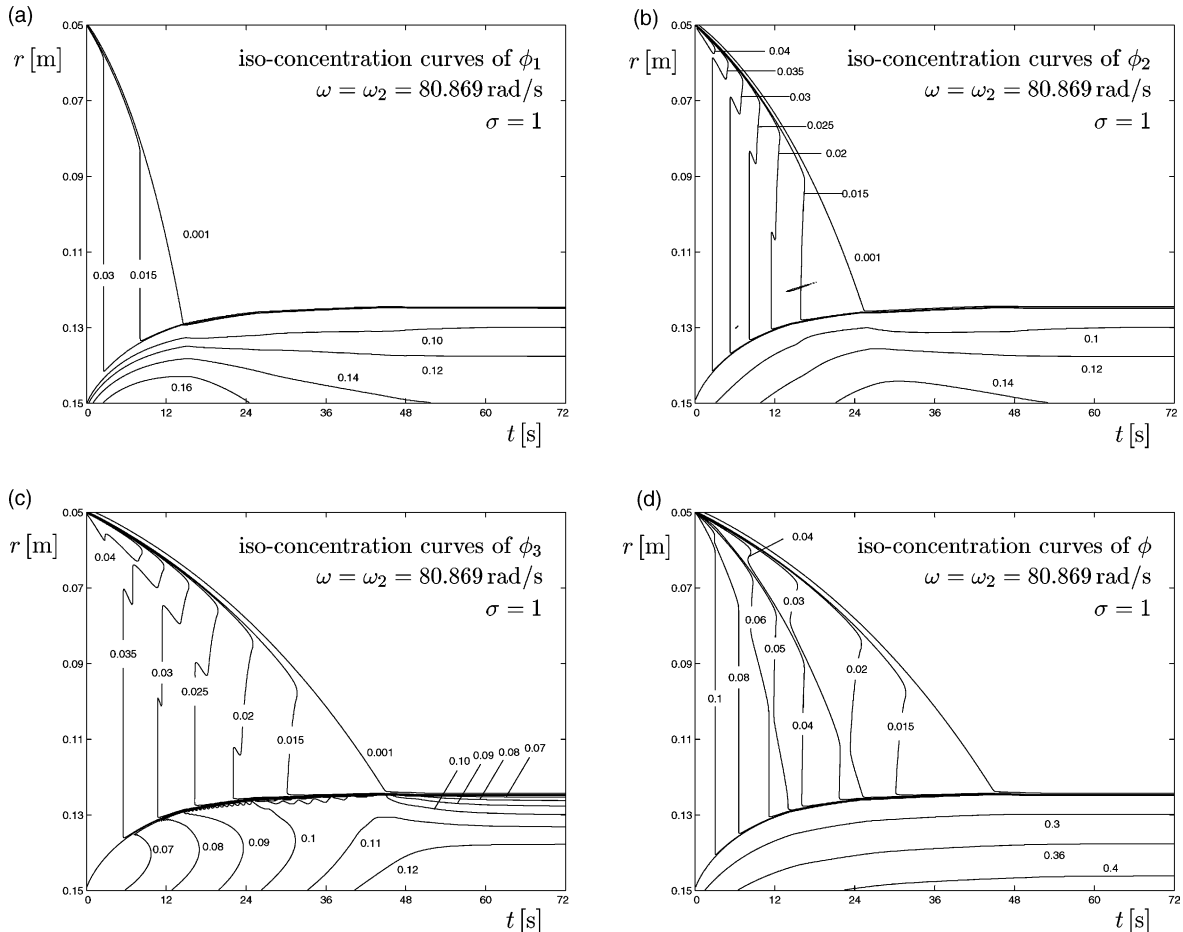 (a)
0.05
r [m]
iso-concentration curves of ϕ1
ω = ω2 = 80.869 rad/s
σ = 1
0.07
0.09
0.11
0.001
0.03
0.015
0.13
0.10
0.12
0.14
0.16
0.15
0 12 24 36 48 60 72
t [s]
(b)
0.05
r [m]
iso-concentration curves of ϕ2
ω = ω2 = 80.869 rad/s
σ = 1
0.04
0.035
0.03
0.025
0.02
0.015
0.07
0.09
0.11
0.001
0.13
0.1
0.12
0.14
0.15
0 12 24 36 48 60 72
t [s]
(c)
0.05
r [m]
iso-concentration curves of ϕ3
ω = ω2 = 80.869 rad/s
σ = 1
0.04
0.07
0.035
0.03
0.025
0.02
0.015
0.001
0.09
0.11
0.10 0.09 0.08 0.07
0.13
0.07 0.08 0.09 0.1 0.11 0.12
0.15
0 12 24 36 48 60 72
t [s]
(d)
0.05
r [m]
iso-concentration curves of ϕ
ω = ω2 = 80.869 rad/s
σ = 1
0.04
0.03
0.07
0.06
0.05
0.02
0.08
0.1
0.04
0.015
0.001
0.09
0.11
0.13
0.3
0.36
0.4
0.15
0 12 24 36 48 60 72
t [s]